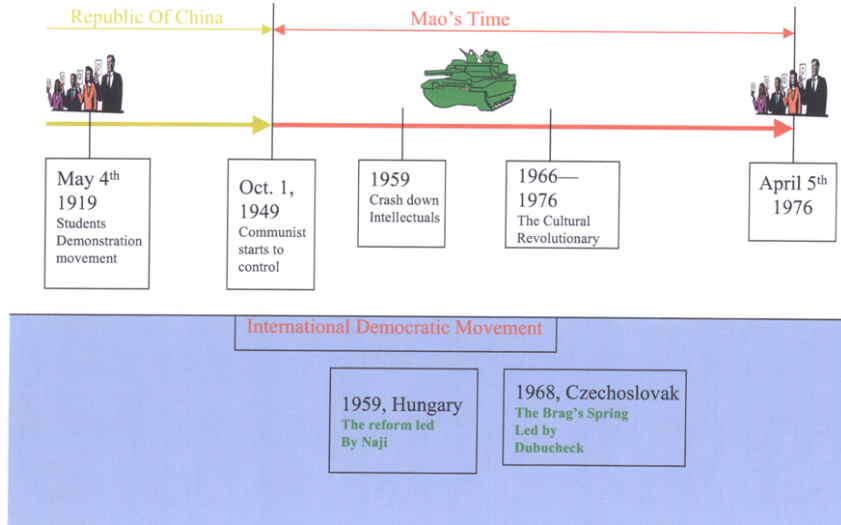 Republic Of China
Mao's Time
May 4th
1919
Students
Demonstration
movement
Oct. 1,
1949
Communist
starts to
control
1959
Crash down
Intellectuals
1966—
1976
The Cultural
Revolutionary
April 5th
1976
International Democratic Movement
1959, Hungary
The reform led
By Naji
1968, Czechoslovak
The Brag's Spring
Led by
Dubucheck